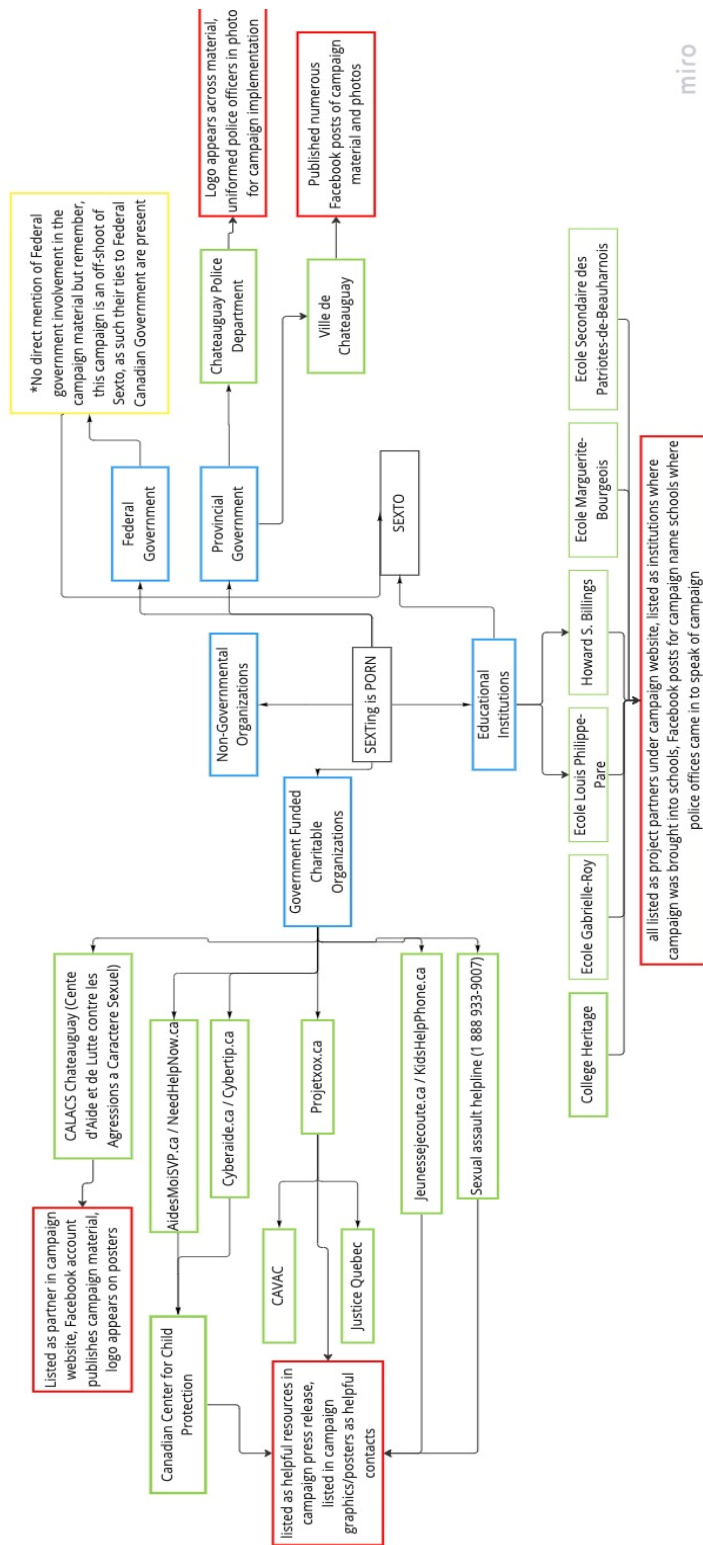 Listed as partner in campaign
website, Facebook account
publishes campaign material,
logo appears on posters
CALACS Chateauguay (Cente
d'Aide et de Lutte contre les
Agressions a Caractere Sexuel)
*No direct mention of Federal
government involvement in the
campaign material but remember,
this campaign is an off-shoot of
Sexto, as such their ties to Federal
Canadian Government are present
Canadian Center for Child
Protection
AidesMoiSVP.ca / NeedHelpNow.ca
Cyberaide.ca / Cybertip.ca
Federal
Government
Logo appears across material,
uniformed police officers in photo
for campaign implementation
Chateauguay Police
Department
Provincial
Government
Non-Governmental
Organizations
Government Funded
Charitable
Organizations
Projetxox.ca
CAVAC
Justice Quebec
Published numerous
Facebook posts of campaign
material and photos
Ville de
Chateauguay
SEXTing is PORN
SEXTO
listed as helpful resources in
campaign press release,
listed in campaign
graphics/posters as helpful
contacts
Jeunessejecoute.ca / KidsHelpPhone.ca
Sexual assault helpline (1 888 933-9007)
Educational
Institutions
College Heritage
Ecole Gabrielle-Roy
Ecole Louis Philippe-
Pare
Howard S. Billings
Ecole Marguerite-
Bourgeois
Ecole Secondaire des
Patriotes-de-Beauharnois
all listed as project partners under campaign website, listed as institutions where
campaign was brought into schools, Facebook posts for campaign name schools where
police offices came in to speak of campaign
miro